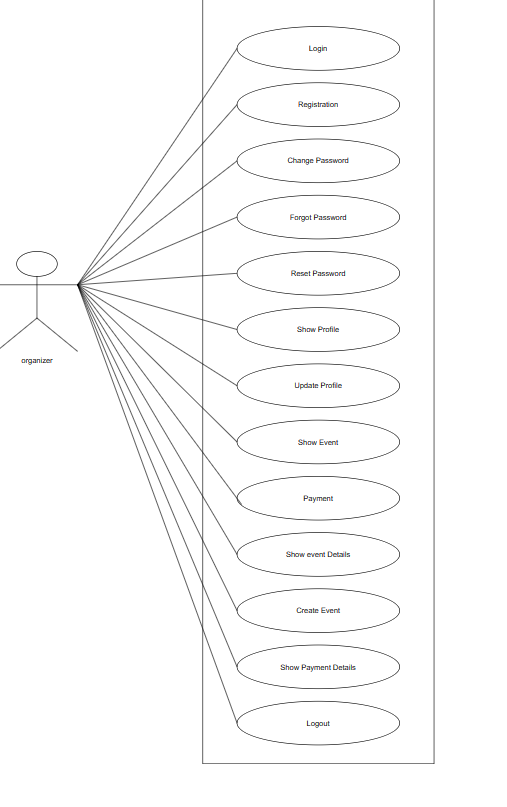 Login
Registration
Change Password
Forgot Password
Reset Password
Show Profile
organizer
Update Profile
Show Event
Payment
Show event Details
Create Event
Show Payment Details
Logout